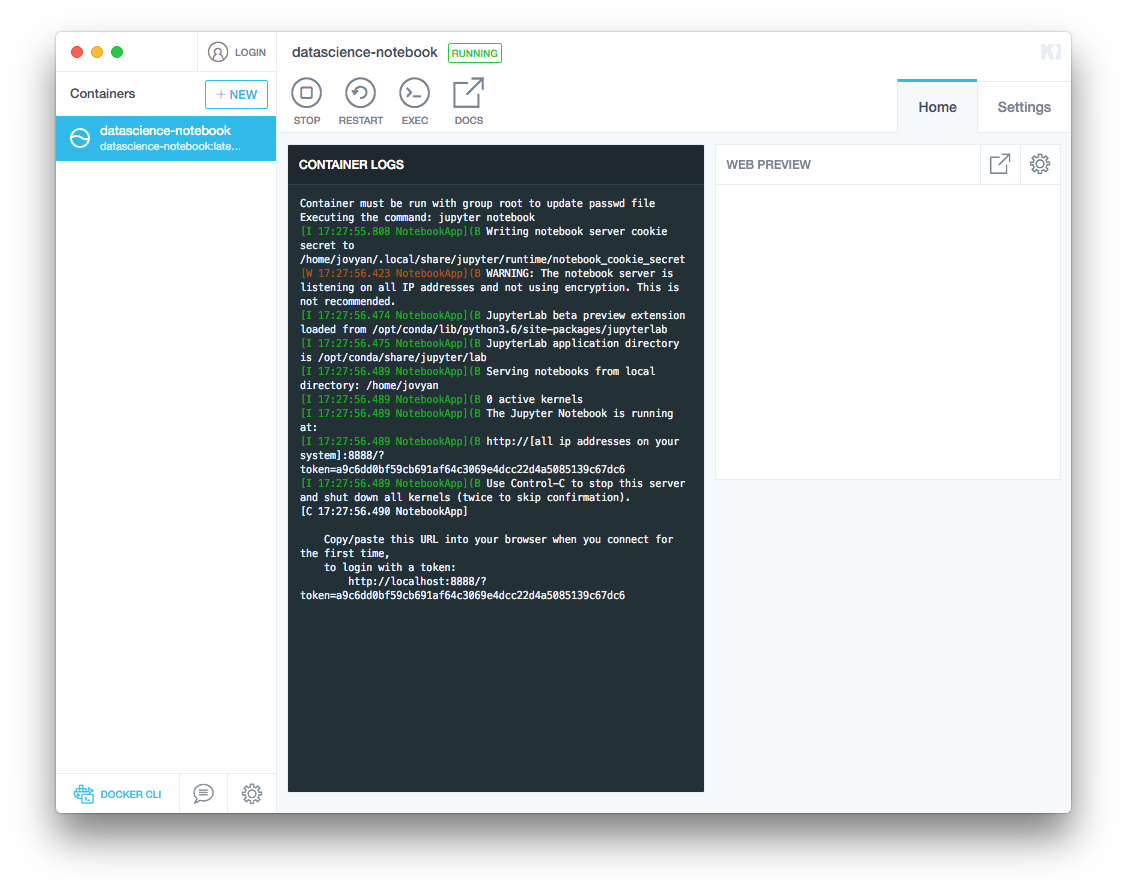 LOGIN
datascience-notebook RUNNING
Containers
+ NEW
STOP RESTART EXEC DOCS
Home Settings
datascience-notebook
datascience-notebook:late...
CONTAINER LOGS
WEB PREVIEW
Container must be run with group root to update passwd file
Executing the command: jupyter notebook
[I 17:27:55.808 NotebookApp](B Writing notebook server cookie
secret to
/home/jovyan/.local/share/jupyter/runtime/notebook_cookie_secret
[W 17:27:56.423 NotebookApp](B WARNING: The notebook server is
listening on all IP addresses and not using encryption. This is
not recommended.
[I 17:27:56.474 NotebookApp](B JupyterLab beta preview extension
loaded from /opt/conda/lib/python3.6/site-packages/jupyterlab
[I 17:27:56.475 NotebookApp](B JupyterLab application directory
is /opt/conda/share/jupyter/lab
[I 17:27:56.489 NotebookApp](B Serving notebooks from local
directory: /home/jovyan
[I 17:27:56.489 NotebookApp](B 0 active kernels
[I 17:27:56.489 NotebookApp](B The Jupyter Notebook is running
at:
[I 17:27:56.489 NotebookApp](B http://[all ip addresses on your
system]:8888/?
token=a9c6dd0bf59cb691af64c3069e4dcc22d4a5085139c67dc6
[I 17:27:56.489 NotebookApp](B Use Control-C to stop this server
and shut down all kernels (twice to skip confirmation).
[C 17:27:56.490 NotebookApp]
Copy/paste this URL into your browser when you connect for
the first time,
to login with a token:
http://localhost:8888/?
token=a9c6dd0bf59cb691af64c3069e4dcc22d4a5085139c67dc6
DOCKER CLI